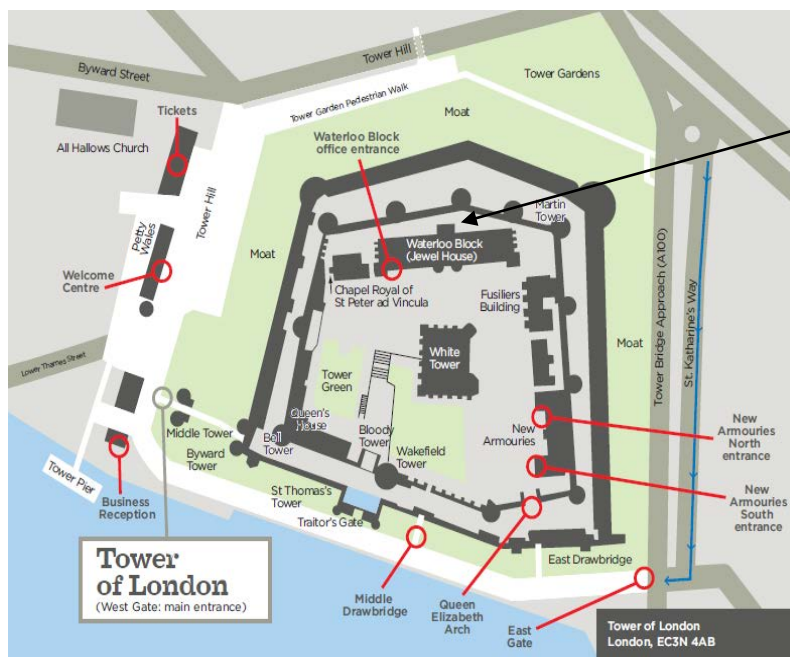 Byward Street
Tower Hill
Tower Gardens
Tickets
Tower Garden Pedestrian Walk
Moat
All Hallows Church
Waterloo Block
office entrance
Tower Hill
Martin
Tower
Petty
Wales
Moat
Waterloo Block
(Jewel House)
Welcome
Centre
Chapel Royal of
St Peter ad Vincula
Fusiliers
Building
Tower Bridge Approach (A100)
St. Katharine's Way
Moat
Lower Thames Street
White
Tower
Tower
Green
Queen's
House
Bloody
Tower
New
Armouries
New
Armouries
North
entrance
Middle Tower
Bell
Tower
Byward
Tower
Wakefield
Tower
Tower Pier
Business
Reception
St Thomas's
Tower
Traitor's Gate
New
Armouries
South
entrance
Tower
of London
(West Gate: main entrance)
East Drawbridge
Middle
Drawbridge
Queen
Elizabeth
Arch
East
Gate
Tower of London
London, EC3N 4AB